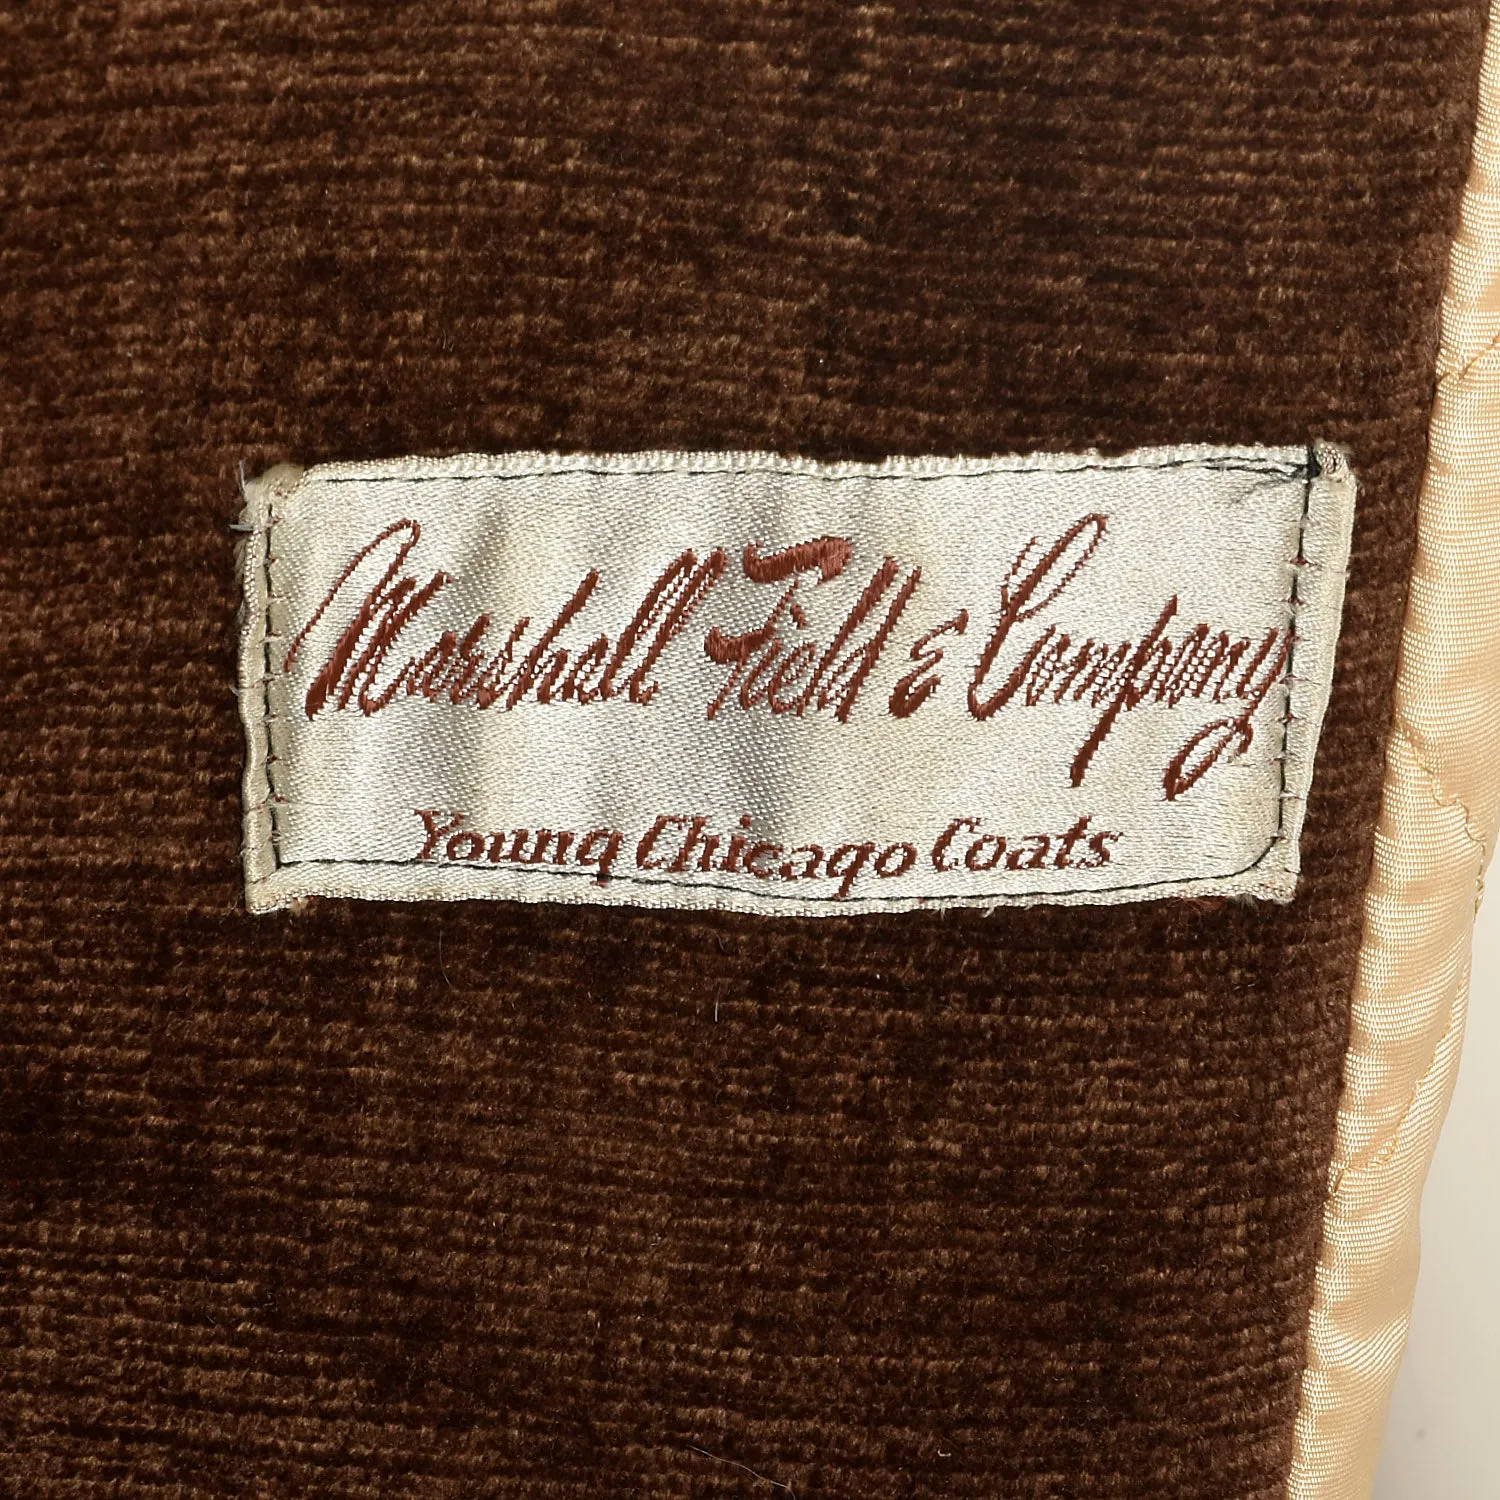 Marshall Field & Company
Young Chicago Coats